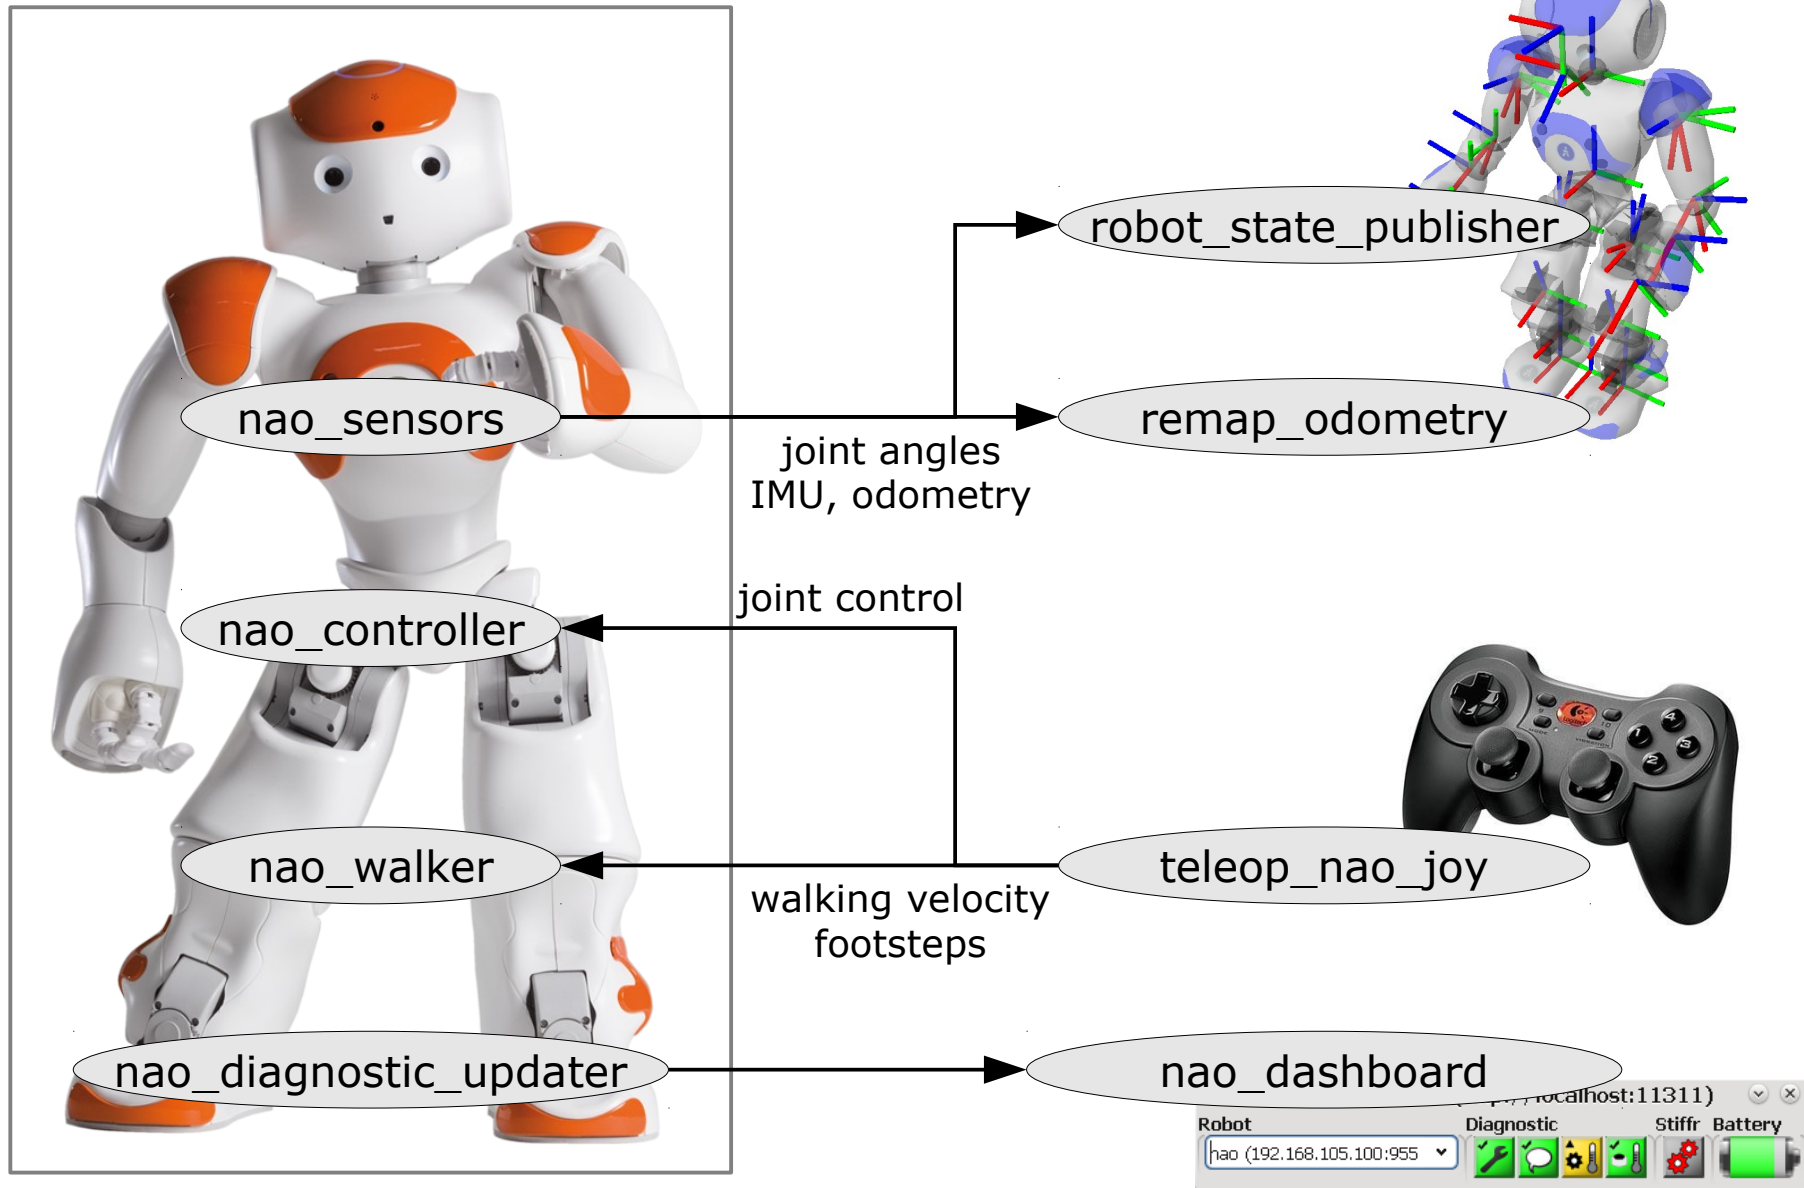 robot_state_publisher
nao_sensors
remap_odometry
joint angles
IMU, odometry
joint control
nao_controller
nao_walker
teleop_nao_joy
walking velocity
footsteps
nao_diagnostic_updater
nao_dashboard
localhost:11311)
Robot Diagnostic Stiffr Battery
nao (192.168.105.100:955